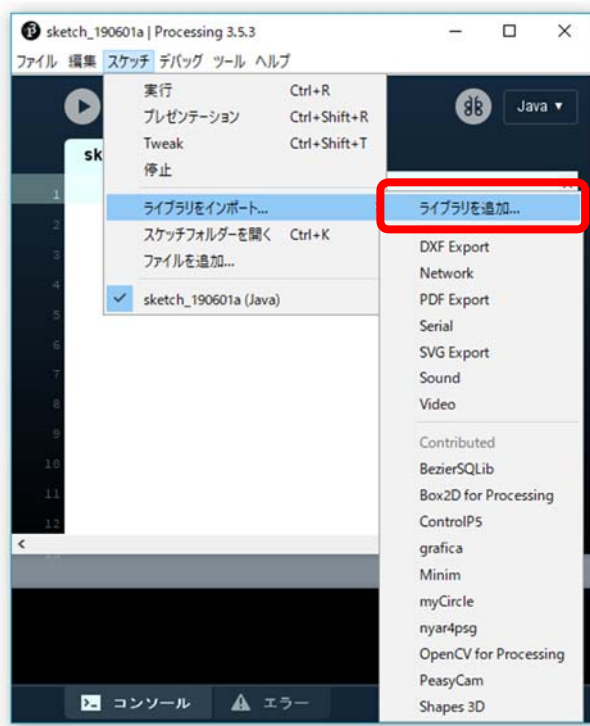 sketch_190601a | Processing 3.5.3
ファイル 編集 スケッチ デバッグ ツール ヘルプ
Java ▼
sk
実行 Ctrl+R
プレゼンテーション Ctrl+Shift+R
Tweak Ctrl+Shift+T
停止
ライブラリをインポート...
スケッチフォルダーを開く Ctrl+K
ファイルを追加...
sketch_190601a (Java)
ライブラリを追加...
DXF Export
Network
PDF Export
Serial
SVG Export
Sound
Video
Contributed
BezierSQLib
Box2D for Processing
ControlP5
grafica
Minim
myCircle
nyar4psg
OpenCV for Processing
PeasyCam
Shapes 3D
1
2
3
4
5
6
7
8
9
10
11
12
コンソール エラー